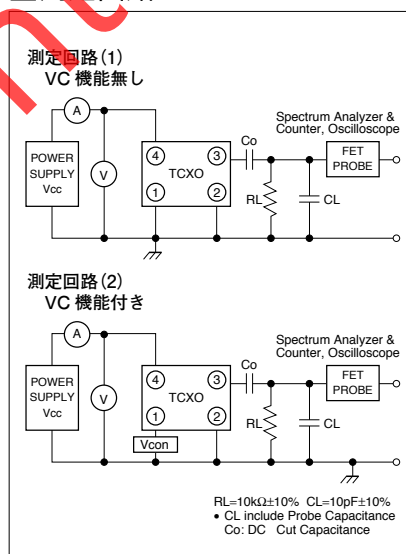 測定回路(1)
VC 機能無し
A
POWER
SUPPLY
Vcc
V
4
3
TCXO
1
2
Co
RL
CL
Spectrum Analyzer &
Counter, Oscilloscope
FET
PROBE
測定回路(2)
VC 機能付き
A
POWER
SUPPLY
Vcc
V
4
3
TCXO
1
2
Vcon
Co
RL
CL
Spectrum Analyzer &
Counter, Oscilloscope
FET
PROBE
RL=10kΩ±10% CL=10pF±10%
• CL include Probe Capacitance
Co: DC Cut Capacitance